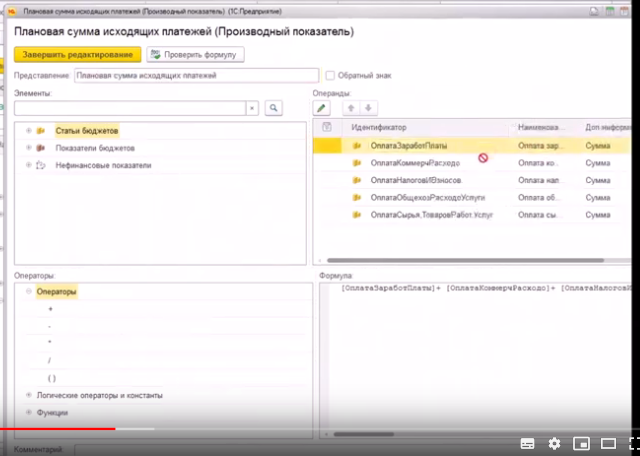 Плановая сумма исходящих платежей (Производный показатель) (1С:Предприятие)
Плановая сумма исходящих платежей (Производный показатель)
Завершить редактирование Проверить формулу
Представление: Плановая сумма исходящих платежей Обратный знак
Элементы: Операнды:
Идентификатор Наименова... Доп.информ
Статьи бюджетов
Показатели бюджетов
Нефинансовые показатели
ОплатаЗаработПлаты Оплата зар... Сумма
ОплатаКоммерчРасходо Оплата ко... Сумма
ОплатаНалоговИВзносов Оплата нал... Сумма
ОплатаОбщехозРасходоУслуги Оплата об... Сумма
ОплатаСырья,ТоваровРабот,Услуг Оплата сы... Сумма
Операторы: Формула:
Операторы
[ОплатаЗаработПлаты]+ [ОплатаКоммерчРасходо]+ [ОплатаНалоговИ
+
-
*
/
( )
Логические операторы и константы
Функции
Комментарий: